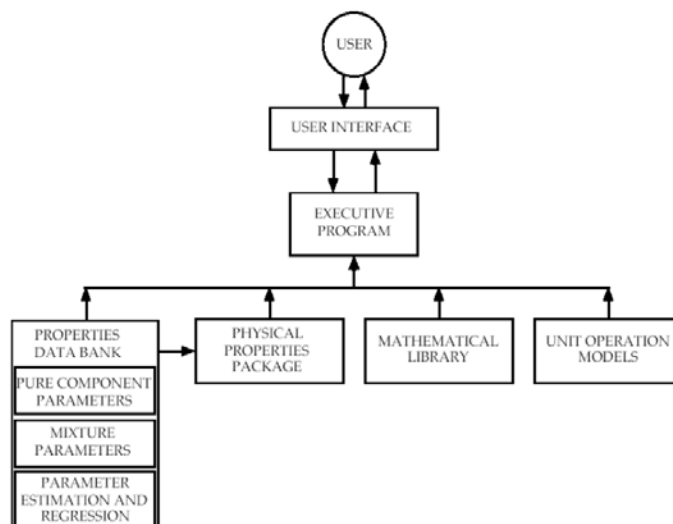 USER
USER INTERFACE
EXECUTIVE
PROGRAM
PROPERTIES
DATA BANK
PURE COMPONENT
PARAMETERS
MIXTURE
PARAMETERS
PARAMETER
ESTIMATION AND
REGRESSION
PHYSICAL
PROPERTIES
PACKAGE
MATHEMATICAL
LIBRARY
UNIT OPERATION
MODELS